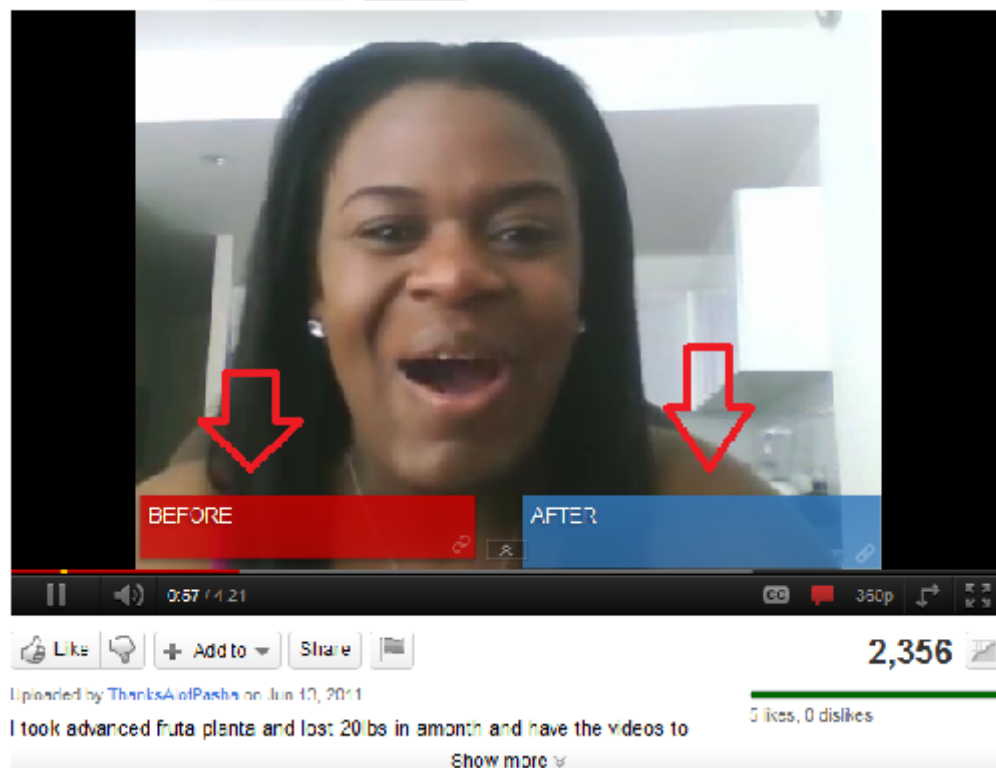 BEFORE
AFTER
0:57 / 4:21
CC
360p
Like
Add to
Share
2,356
Uploaded by ThanksAlotPasha on Jun 13, 2011
5 likes, 0 dislikes
I took advanced fruta planta and lost 20lbs in amonth and have the videos to
Show more